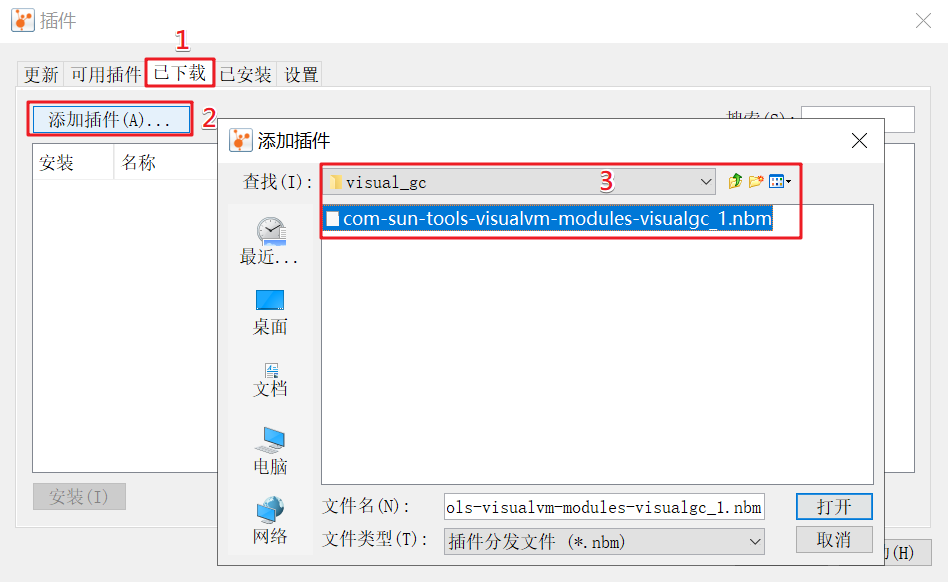 插件
1
更新 可用插件 已下载 已安装 设置
添加插件(A)... 2
搜索(S):
安装 名称
添加插件
查找(I): visual_gc 3
com-sun-tools-visualvm-modules-visualgc_1.nbm
最近...
桌面
文档
电脑
网络
文件名(N): ols-visualvm-modules-visualgc_1.nbm 打开
文件类型(T): 插件分发文件 (*.nbm) 取消
安装(I)
(H)